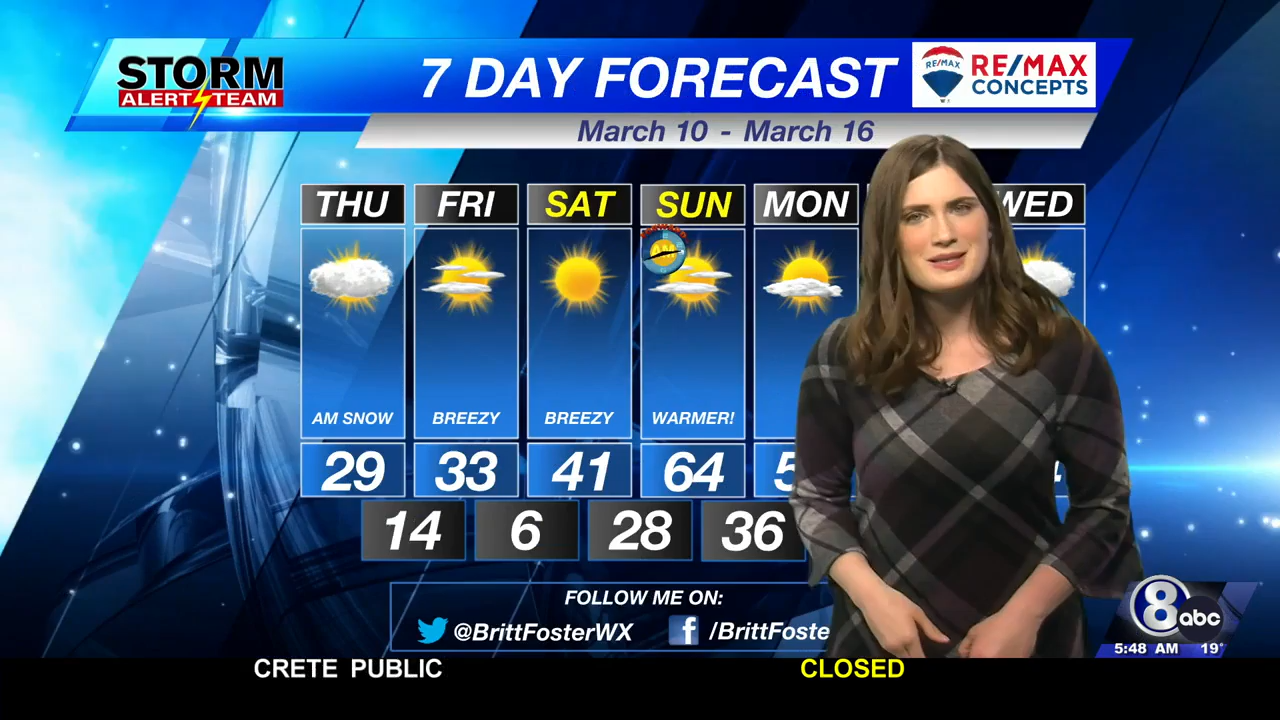 STORM
ALERT TEAM
7 DAY FORECAST
RE/MAX
RE/MAX
CONCEPTS
March 10 - March 16
THU
FRI
SAT
SUN
MON
WED
AM
AM SNOW
BREEZY
BREEZY
WARMER!
29
33
41
64
5
14
6
28
36
FOLLOW ME ON:
@BrittFosterWX
/BrittFoste
8 abc
5:48 AM 19°
CRETE PUBLIC
CLOSED